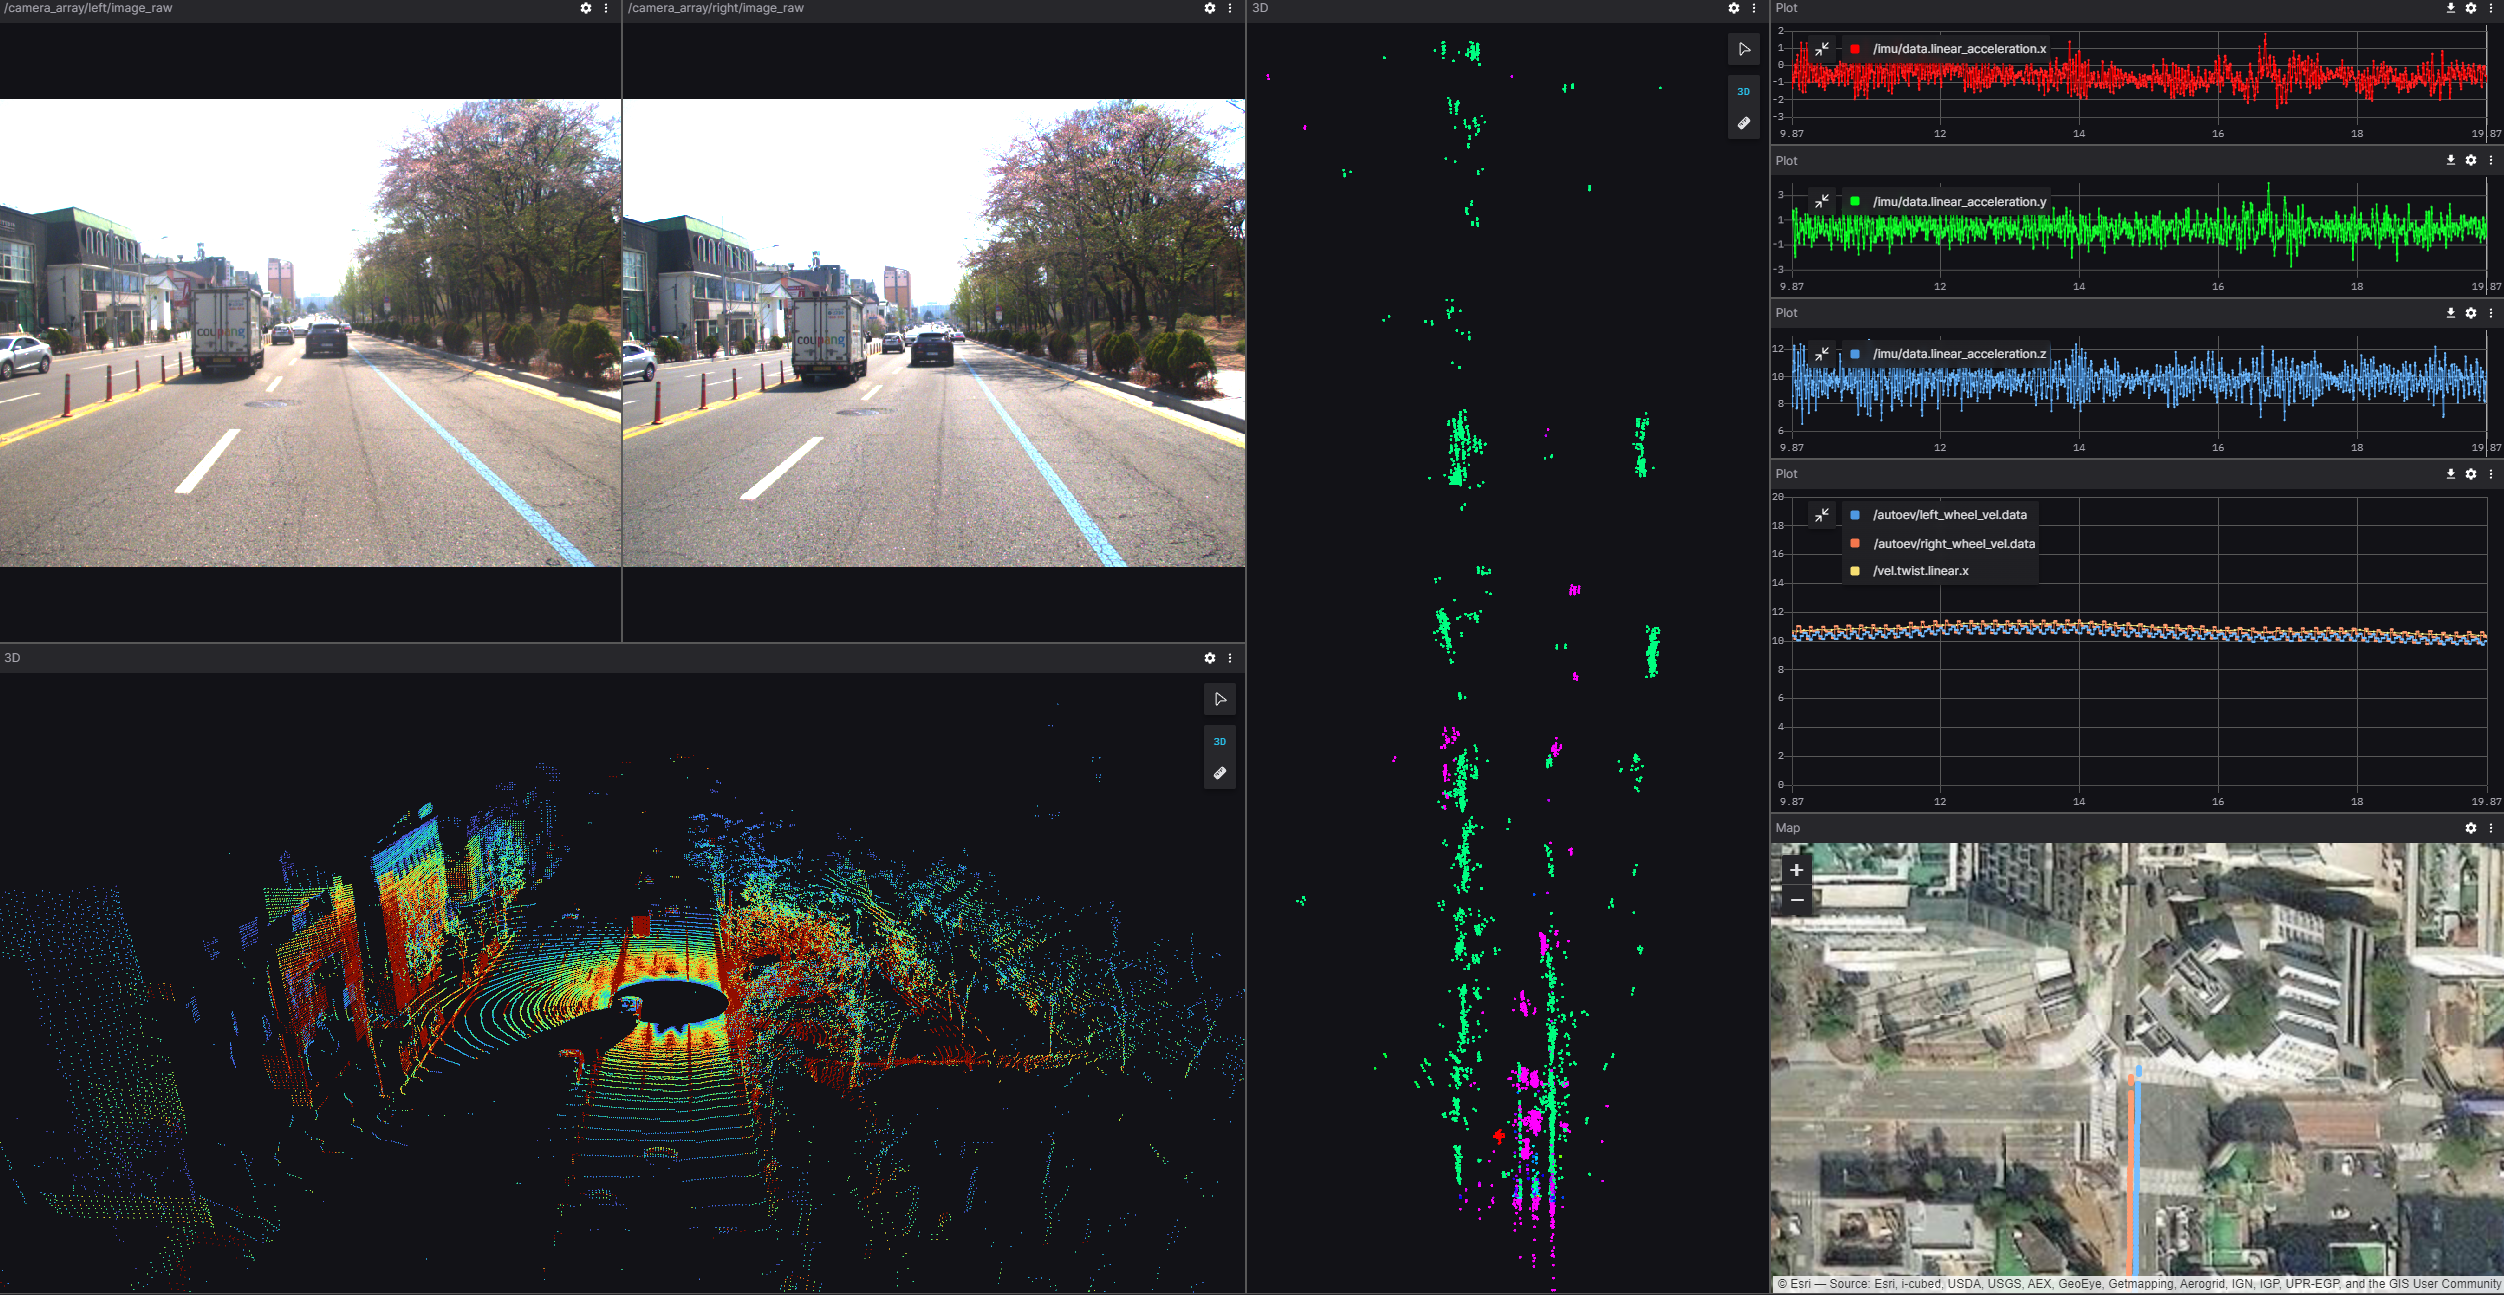 /camera_array/left/image_raw
/camera_array/right/image_raw
coupang
coupang
3D
3D
3D
3D
Plot
/imu/data.linear_acceleration.x
2
1
0
-1
-2
-3
9.87
12
14
16
18
19.87
Plot
/imu/data.linear_acceleration.y
3
1
-1
-3
9.87
12
14
16
18
19.87
Plot
/imu/data.linear_acceleration.z
12
10
8
6
9.87
12
14
16
18
19.87
Plot
/autoev/left_wheel_vel.data
/autoev/right_wheel_vel.data
/vel.twist.linear.x
20
18
16
14
12
10
8
6
4
2
0
9.87
12
14
16
18
19.87
Map
+
−
© Esri — Source: Esri, i-cubed, USDA, USGS, AEX, GeoEye, Getmapping, Aerogrid, IGN, IGP, UPR-EGP, and the GIS User Community